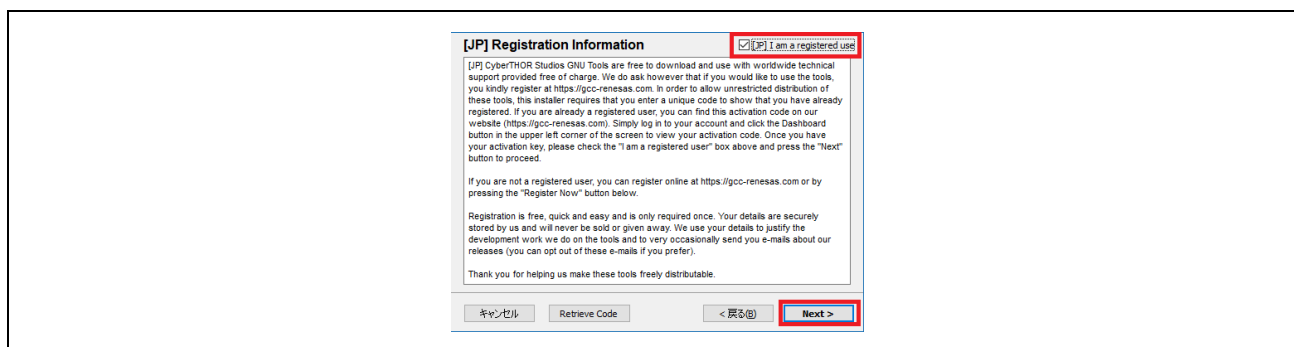 [JP] Registration Information
[JP] I am a registered use
[JP] CyberTHOR Studios GNU Tools are free to download and use with worldwide technical
support provided free of charge. We do ask however that if you would like to use the tools,
you kindly register at https://gcc-renesas.com. In order to allow unrestricted distribution of
these tools, this installer requires that you enter a unique code to show that you have already
registered. If you are already a registered user, you can find this activation code on our
website (https://gcc-renesas.com). Simply log in to your account and click the Dashboard
button in the upper left corner of the screen to view your activation code. Once you have
your activation key, please check the "I am a registered user" box above and press the "Next"
button to proceed.
If you are not a registered user, you can register online at https://gcc-renesas.com or by
pressing the "Register Now" button below.
Registration is free, quick and easy and is only required once. Your details are securely
stored by us and will never be sold or given away. We use your details to justify the
development work we do on the tools and to very occasionally send you e-mails about our
releases (you can opt out of these e-mails if you prefer).
Thank you for helping us make these tools freely distributable.
キャンセル
Retrieve Code
< 戻る(B)
Next >